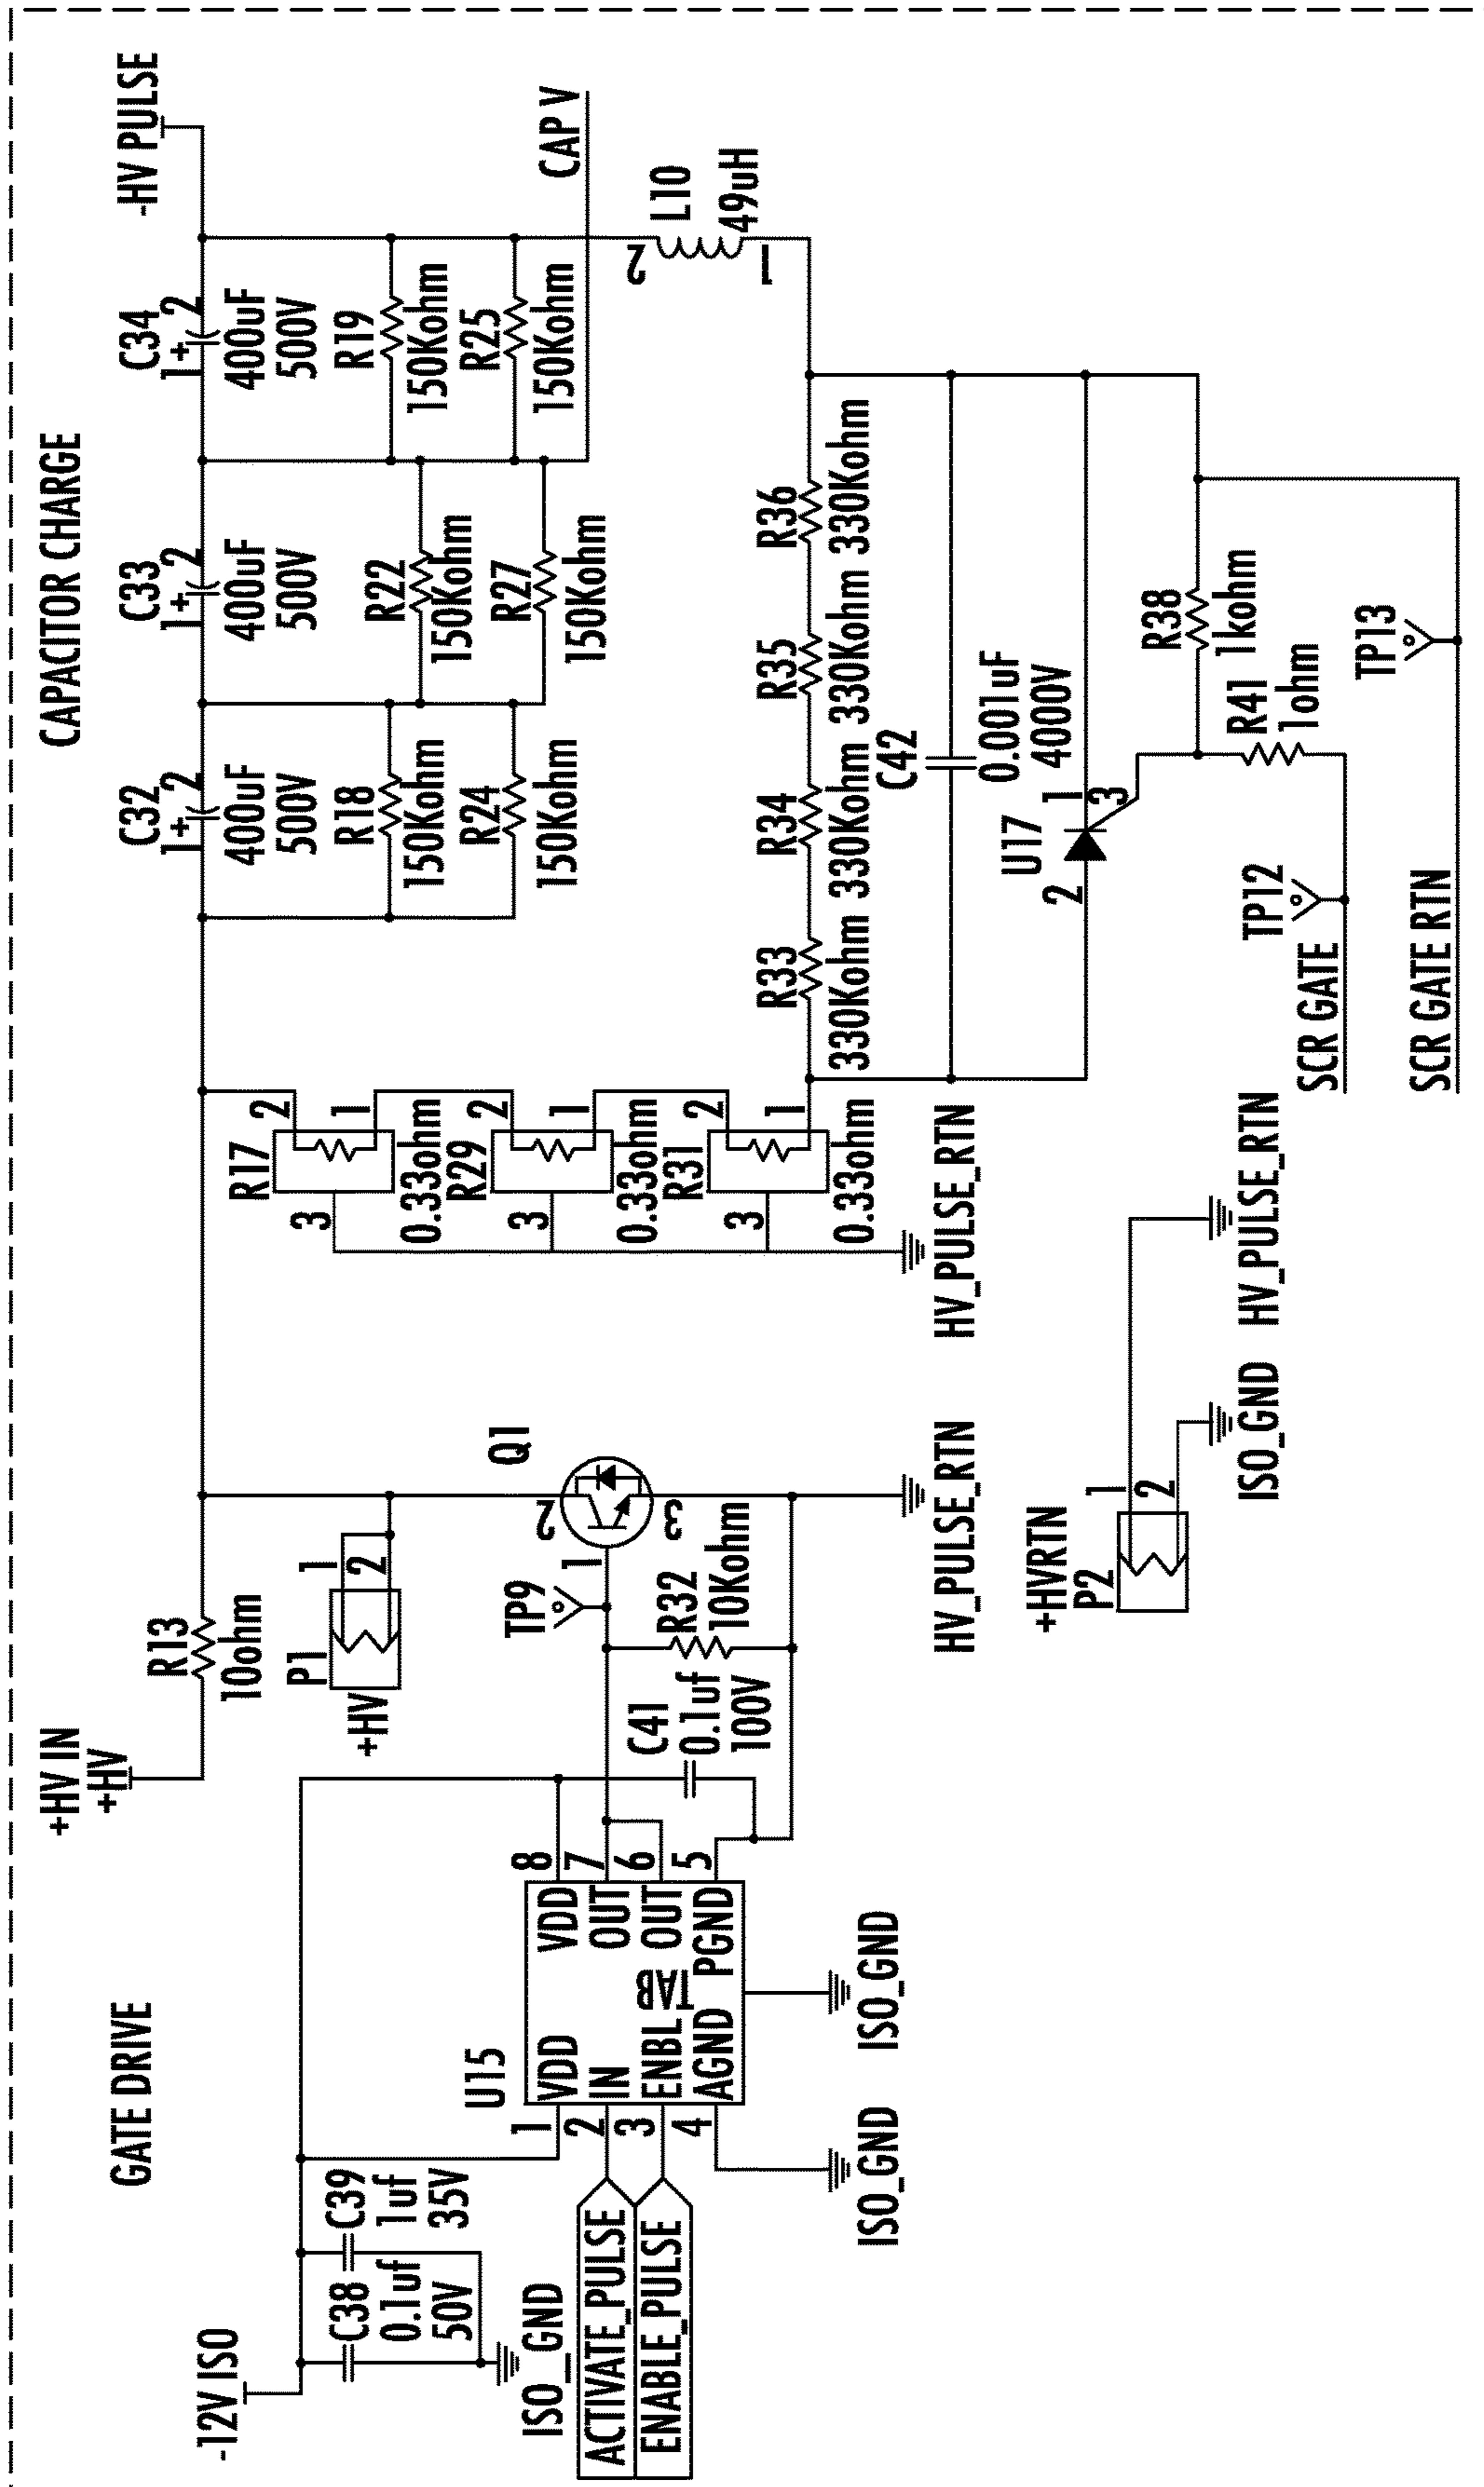 CAPACITOR CHARGE
GATE DRIVE
+HV IN
+HV
-HV PULSE
R13
10ohm
C32
1
+
2
400uF
500V
C33
1
+
2
400uF
500V
C34
1
+
2
400uF
500V
R18
150Kohm
R24
150Kohm
R22
150Kohm
R27
150Kohm
R19
150Kohm
R25
150Kohm
CAP V
L10
49uH
2
1
P1
+HV
1
2
R17
2
1
3
0.33ohm
R29
2
1
3
0.33ohm
R31
2
1
3
0.33ohm
HV_PULSE_RTN
R33
330Kohm
R34
330Kohm
R35
330Kohm
R36
330Kohm
C42
0.001uF
4000V
U17
2
1
3
R38
1kohm
R41
1ohm
TP12
SCR GATE
TP13
SCR GATE RTN
-12V ISO
C38
0.1uf
50V
C39
1uf
35V
ISO_GND
ACTIVATE_PULSE
ENABLE_PULSE
U15
1
VDD
2
IN
3
ENBL
4
AGND
TAB
VDD
8
OUT
7
OUT
6
PGND
5
ISO_GND
ISO_GND
C41
0.1uf
100V
TP9
R32
10Kohm
Q1
1
2
3
HV_PULSE_RTN
+HVRTN
P2
1
2
ISO_GND
HV_PULSE_RTN